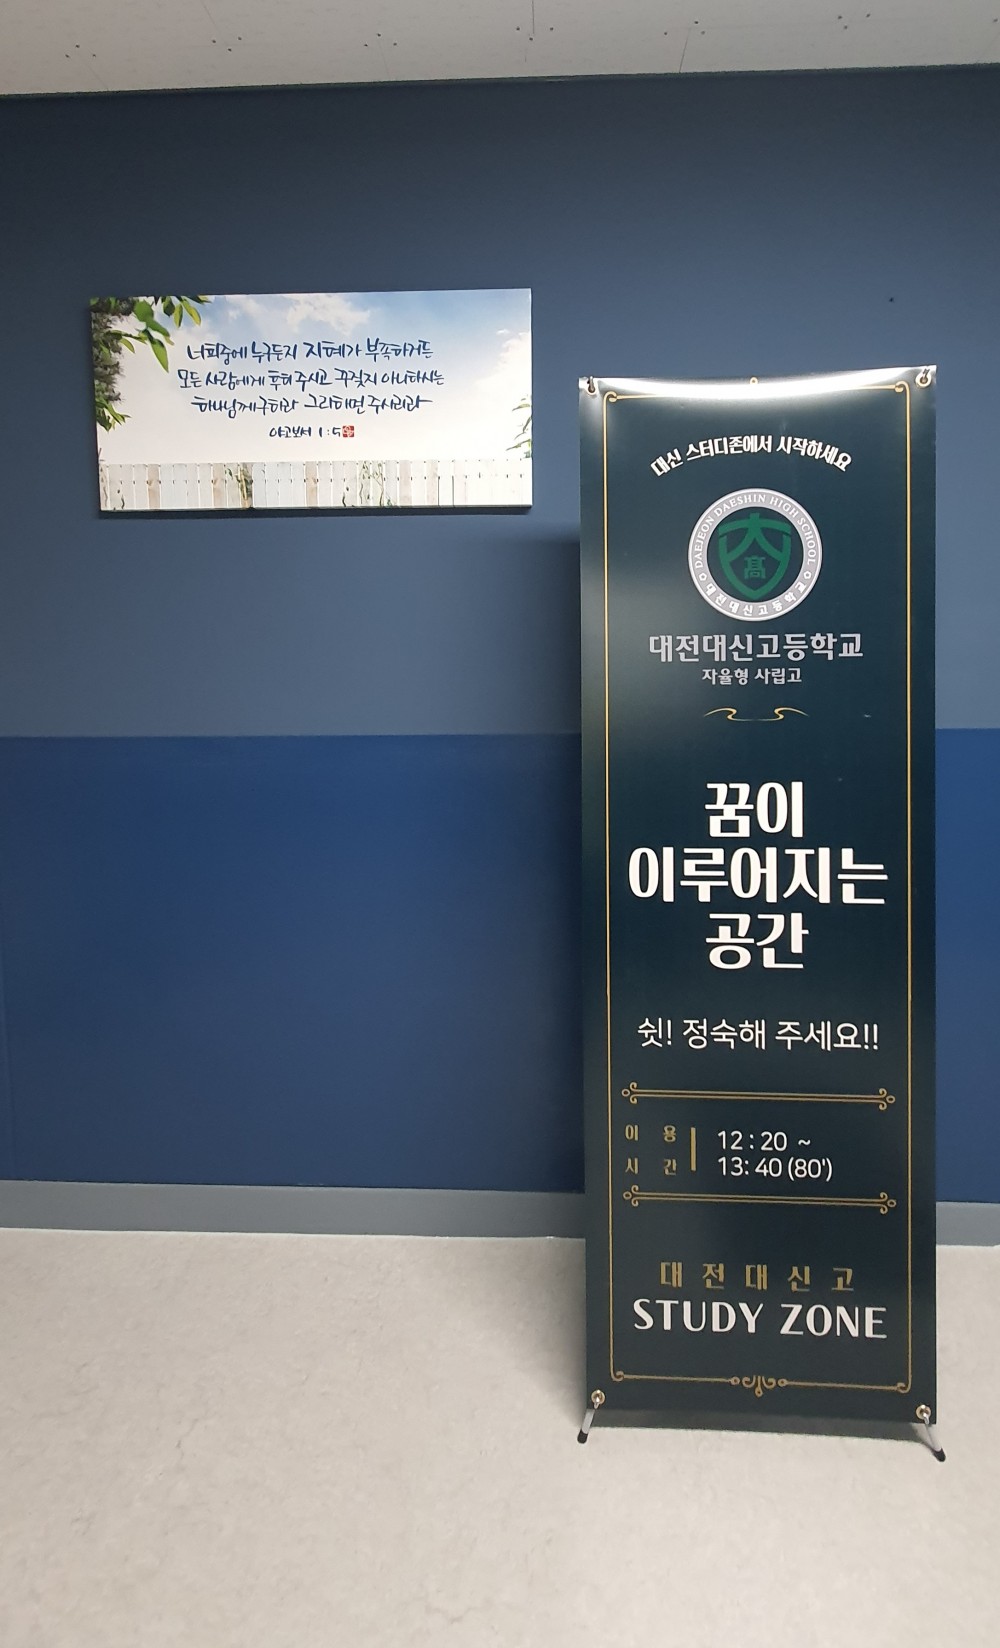 너희중에 누구든지 지혜가 부족하거든
모든 사람에게 후히 주시고 꾸짖지 아니하시는
하나님께 구하라 그리하면 주시리라
야고보서 1:5
대신 스터디존에서 시작하세요
DAEJEON DAESHIN HIGH SCHOOL
大
高
대전대신고등학교
대전대신고등학교
자율형 사립고
꿈이
이루어지는
공간
쉿! 정숙해 주세요!!
이 용
시 간
12 : 20 ~
13: 40 (80')
대전대신고
STUDY ZONE